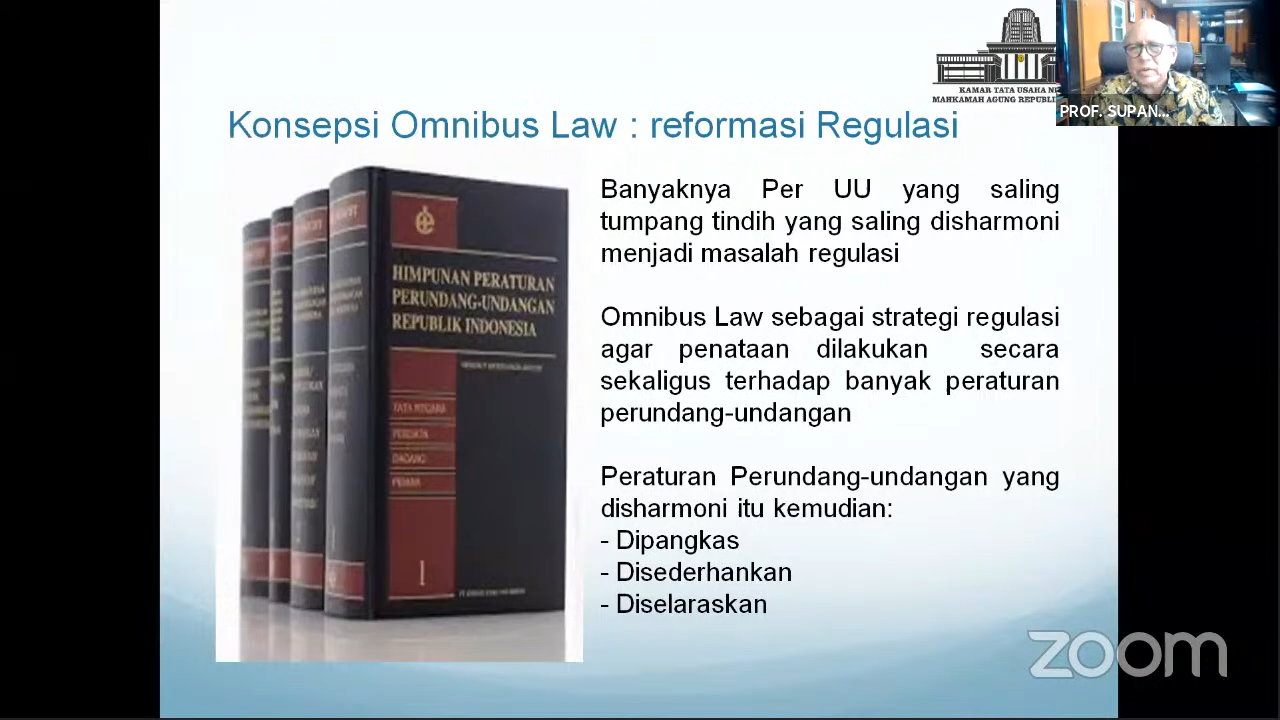 KAMAR TATA USAHA
MAHKAMAH AGUNG
PROF. SUPAN...
Konsepsi Omnibus Law : reformasi Regulasi
Banyaknya Per UU yang saling
tumpang tindih yang saling disharmoni
menjadi masalah regulasi
Omnibus Law sebagai strategi regulasi
agar penataan dilakukan secara
sekaligus terhadap banyak peraturan
perundang-undangan
Peraturan Perundang-undangan yang
disharmoni itu kemudian:
- Dipangkas
- Disederhankan
- Diselaraskan
HIMPUNAN PERATURAN
PERUNDANG-UNDANGAN
REPUBLIK INDONESIA
TATA NEGARA
PERDATA
DAGANG
PIDANA
1
zoom